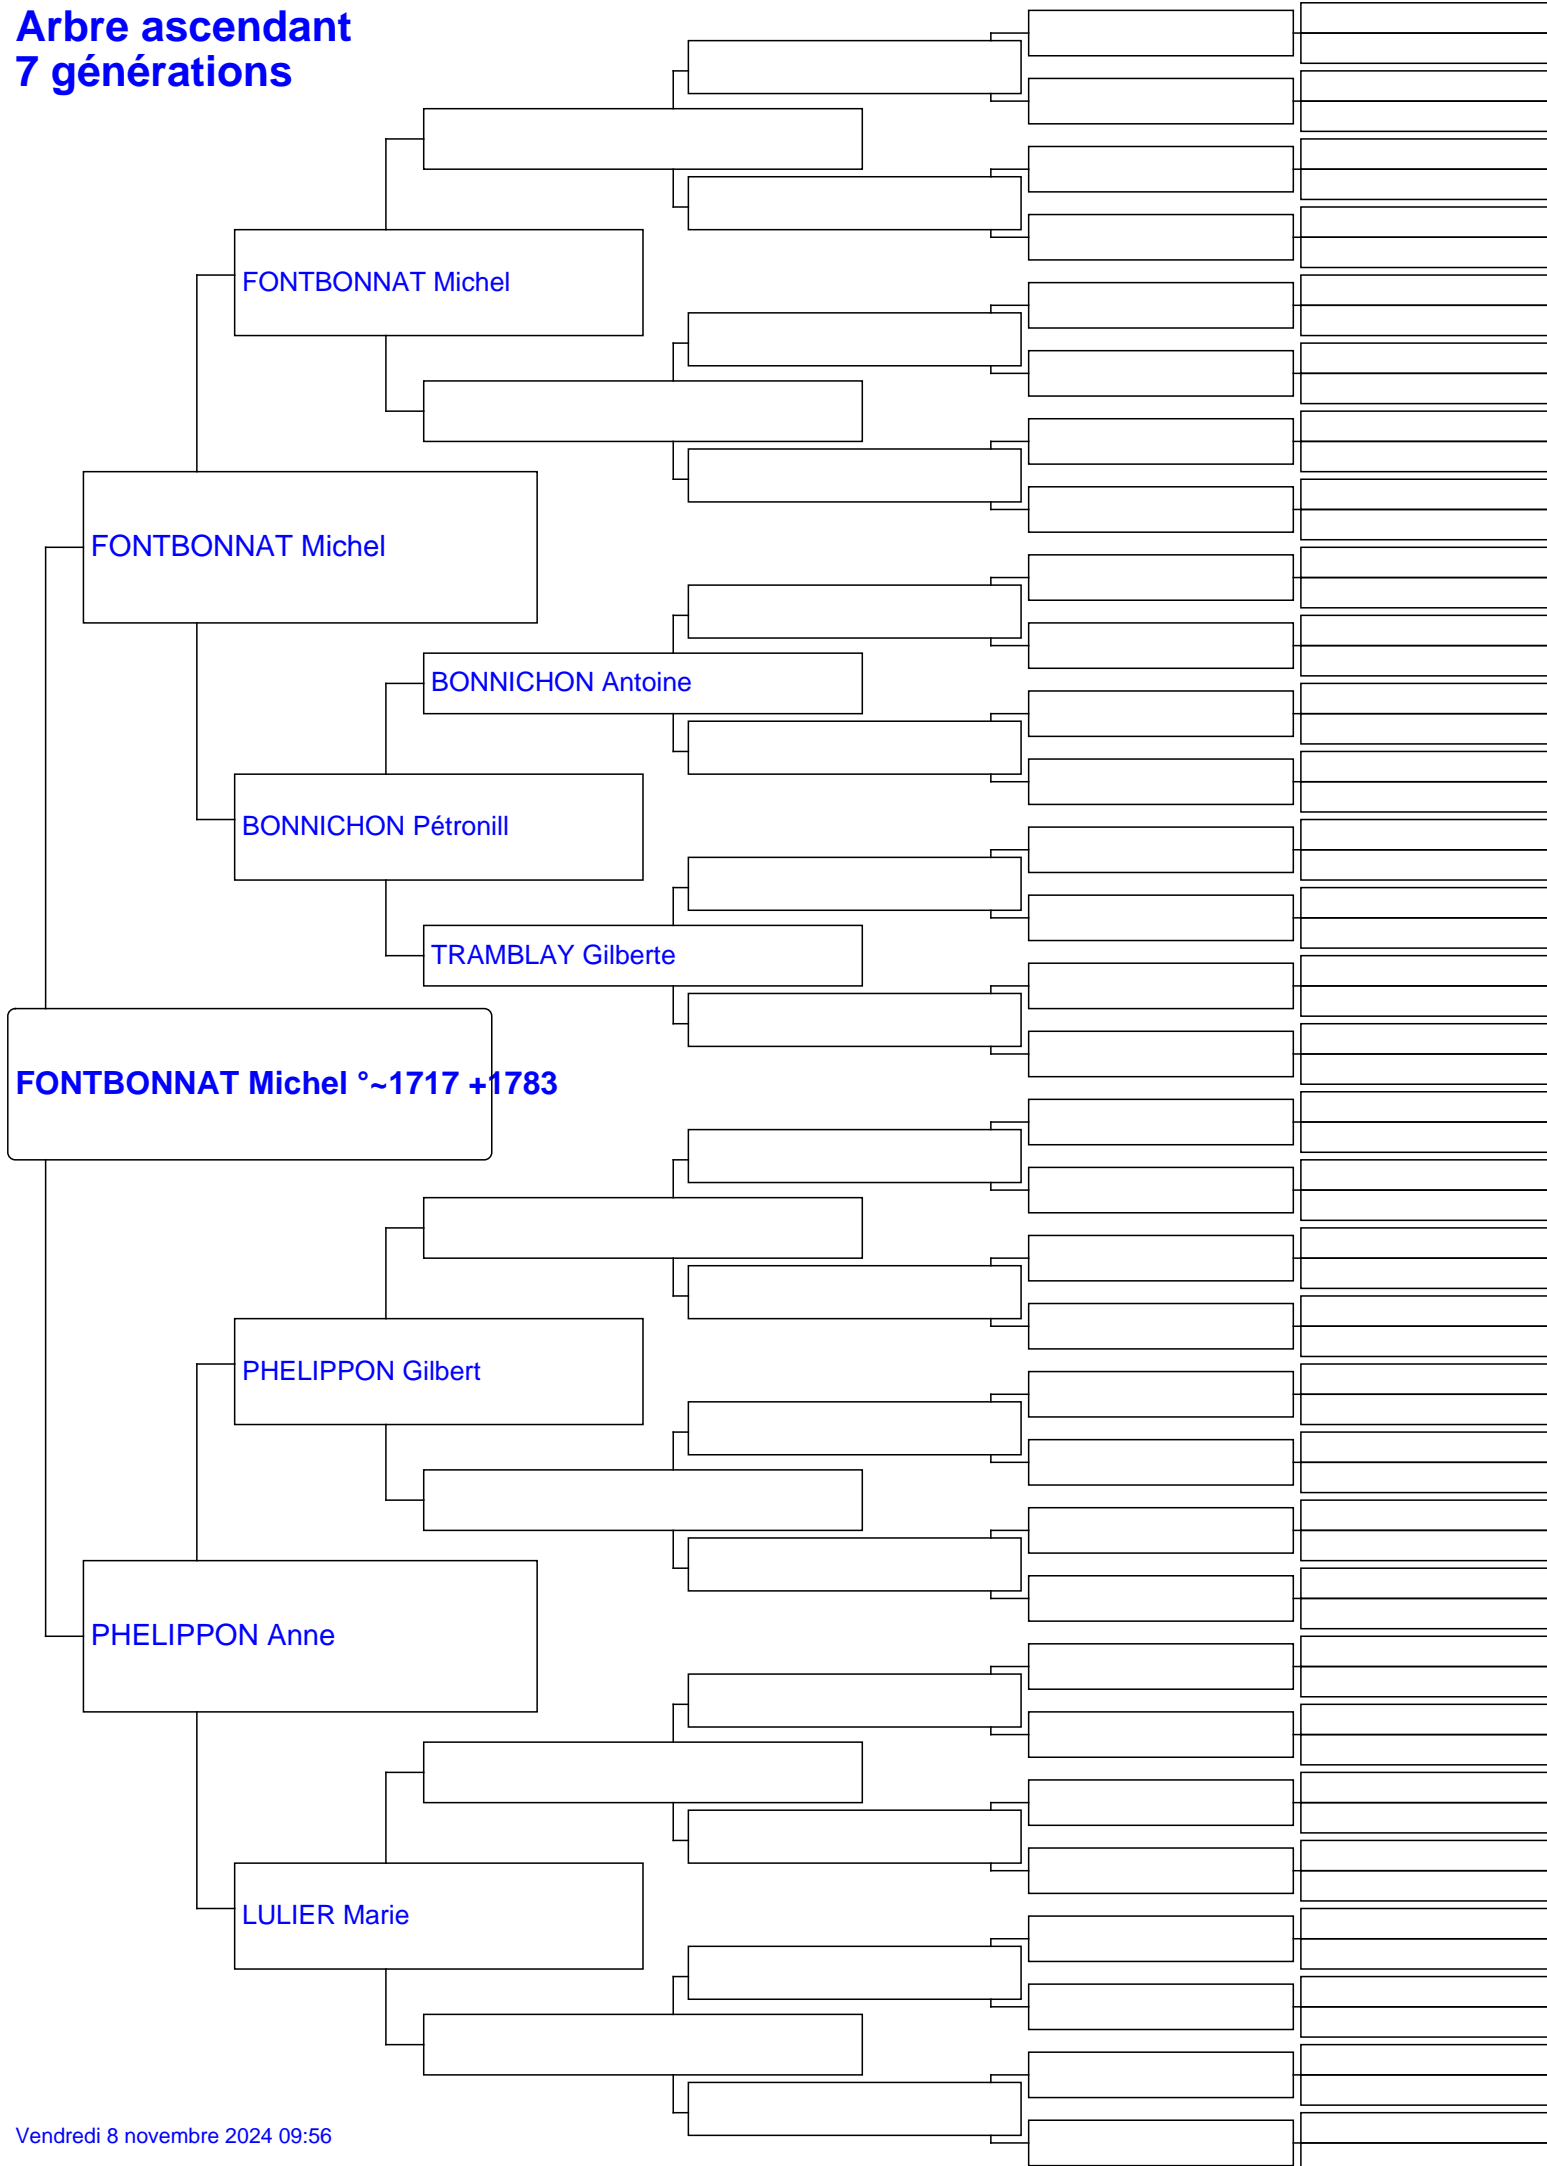 Arbre ascendant
7 générations
FONTBONNAT Michel
FONTBONNAT Michel
BONNICHON Antoine
BONNICHON Pétronill
TRAMBLAY Gilberte
FONTBONNAT Michel °~1717 +1783
PHELIPPON Gilbert
PHELIPPON Anne
LULIER Marie
Vendredi 8 novembre 2024 09:56